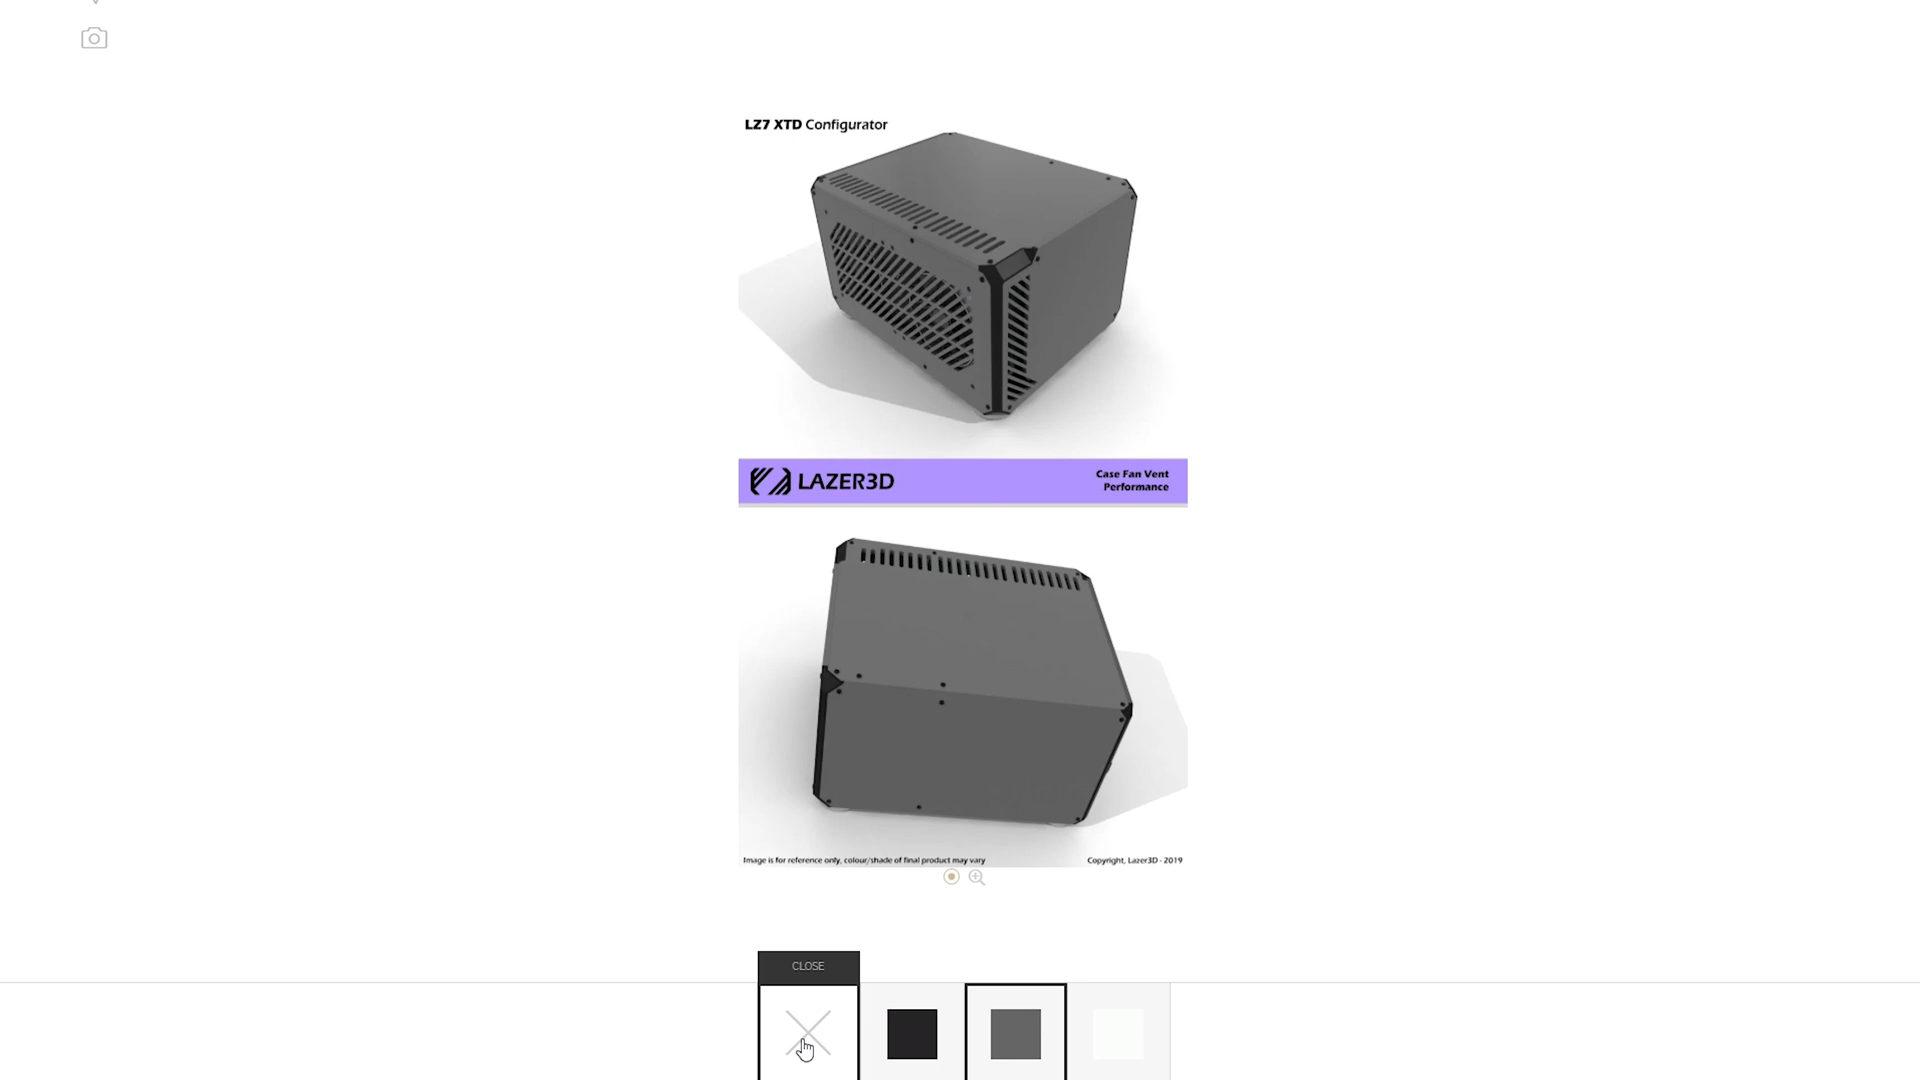 LZ7 XTD Configurator
LAZER3D
Case Fan Vent
Performance
Image is for reference only, colour/shade of final product may vary
Copyright, Lazer3D - 2019
CLOSE